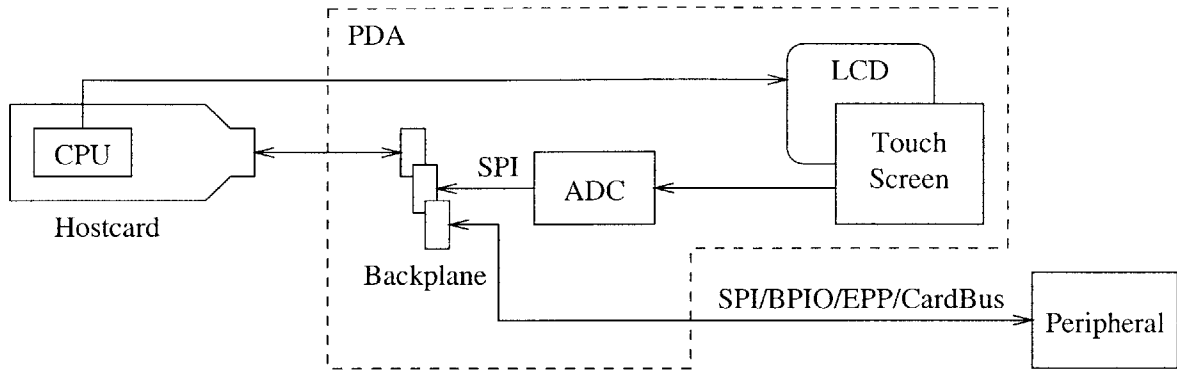 PDA
LCD
CPU
Touch
Screen
SPI
ADC
Hostcard
Backplane
SPI/BPIO/EPP/CardBus
Peripheral